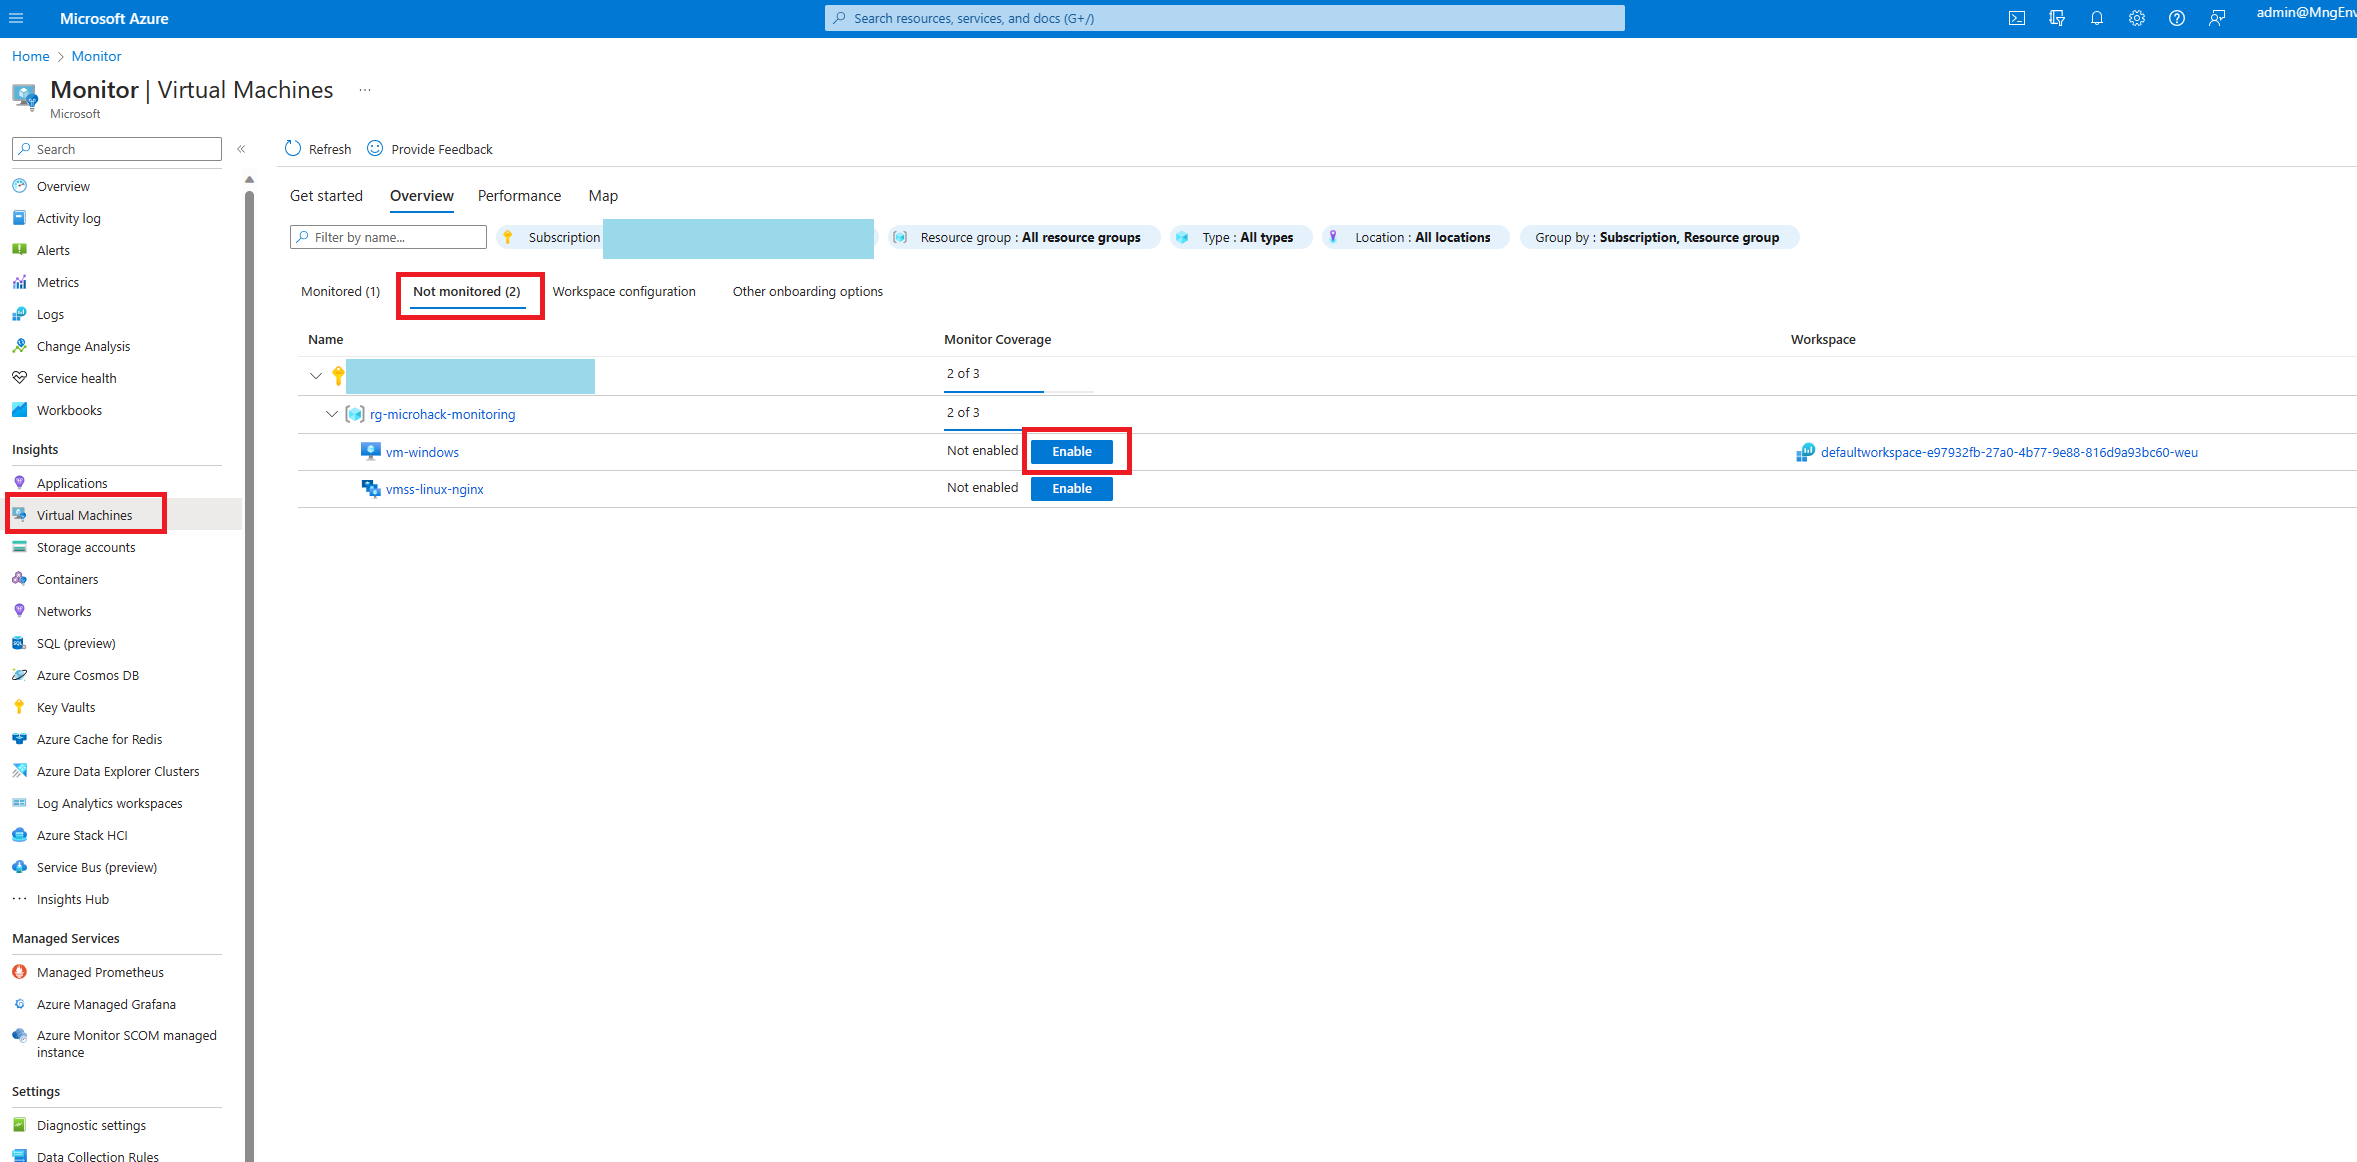 Microsoft Azure
Search resources, services, and docs (G+/)
admin@MngEnv
Home > Monitor
Monitor | Virtual Machines ...
Microsoft
Search
«
Refresh Provide Feedback
Overview
Activity log
Alerts
Metrics
Logs
Change Analysis
Service health
Workbooks
Insights
Applications
Virtual Machines
Storage accounts
Containers
Networks
SQL (preview)
Azure Cosmos DB
Key Vaults
Azure Cache for Redis
Azure Data Explorer Clusters
Log Analytics workspaces
Azure Stack HCI
Service Bus (preview)
Insights Hub
Managed Services
Managed Prometheus
Azure Managed Grafana
Azure Monitor SCOM managed
instance
Settings
Diagnostic settings
Data Collection Rules
Get started Overview Performance Map
Filter by name... Subscription Resource group : All resource groups Type : All types Location : All locations Group by : Subscription, Resource group
Monitored (1) Not monitored (2) Workspace configuration Other onboarding options
Name Monitor Coverage Workspace
2 of 3
rg-microhack-monitoring 2 of 3
vm-windows Not enabled Enable defaultworkspace-e97932fb-27a0-4b77-9e88-816d9a93bc60-weu
vmss-linux-nginx Not enabled Enable